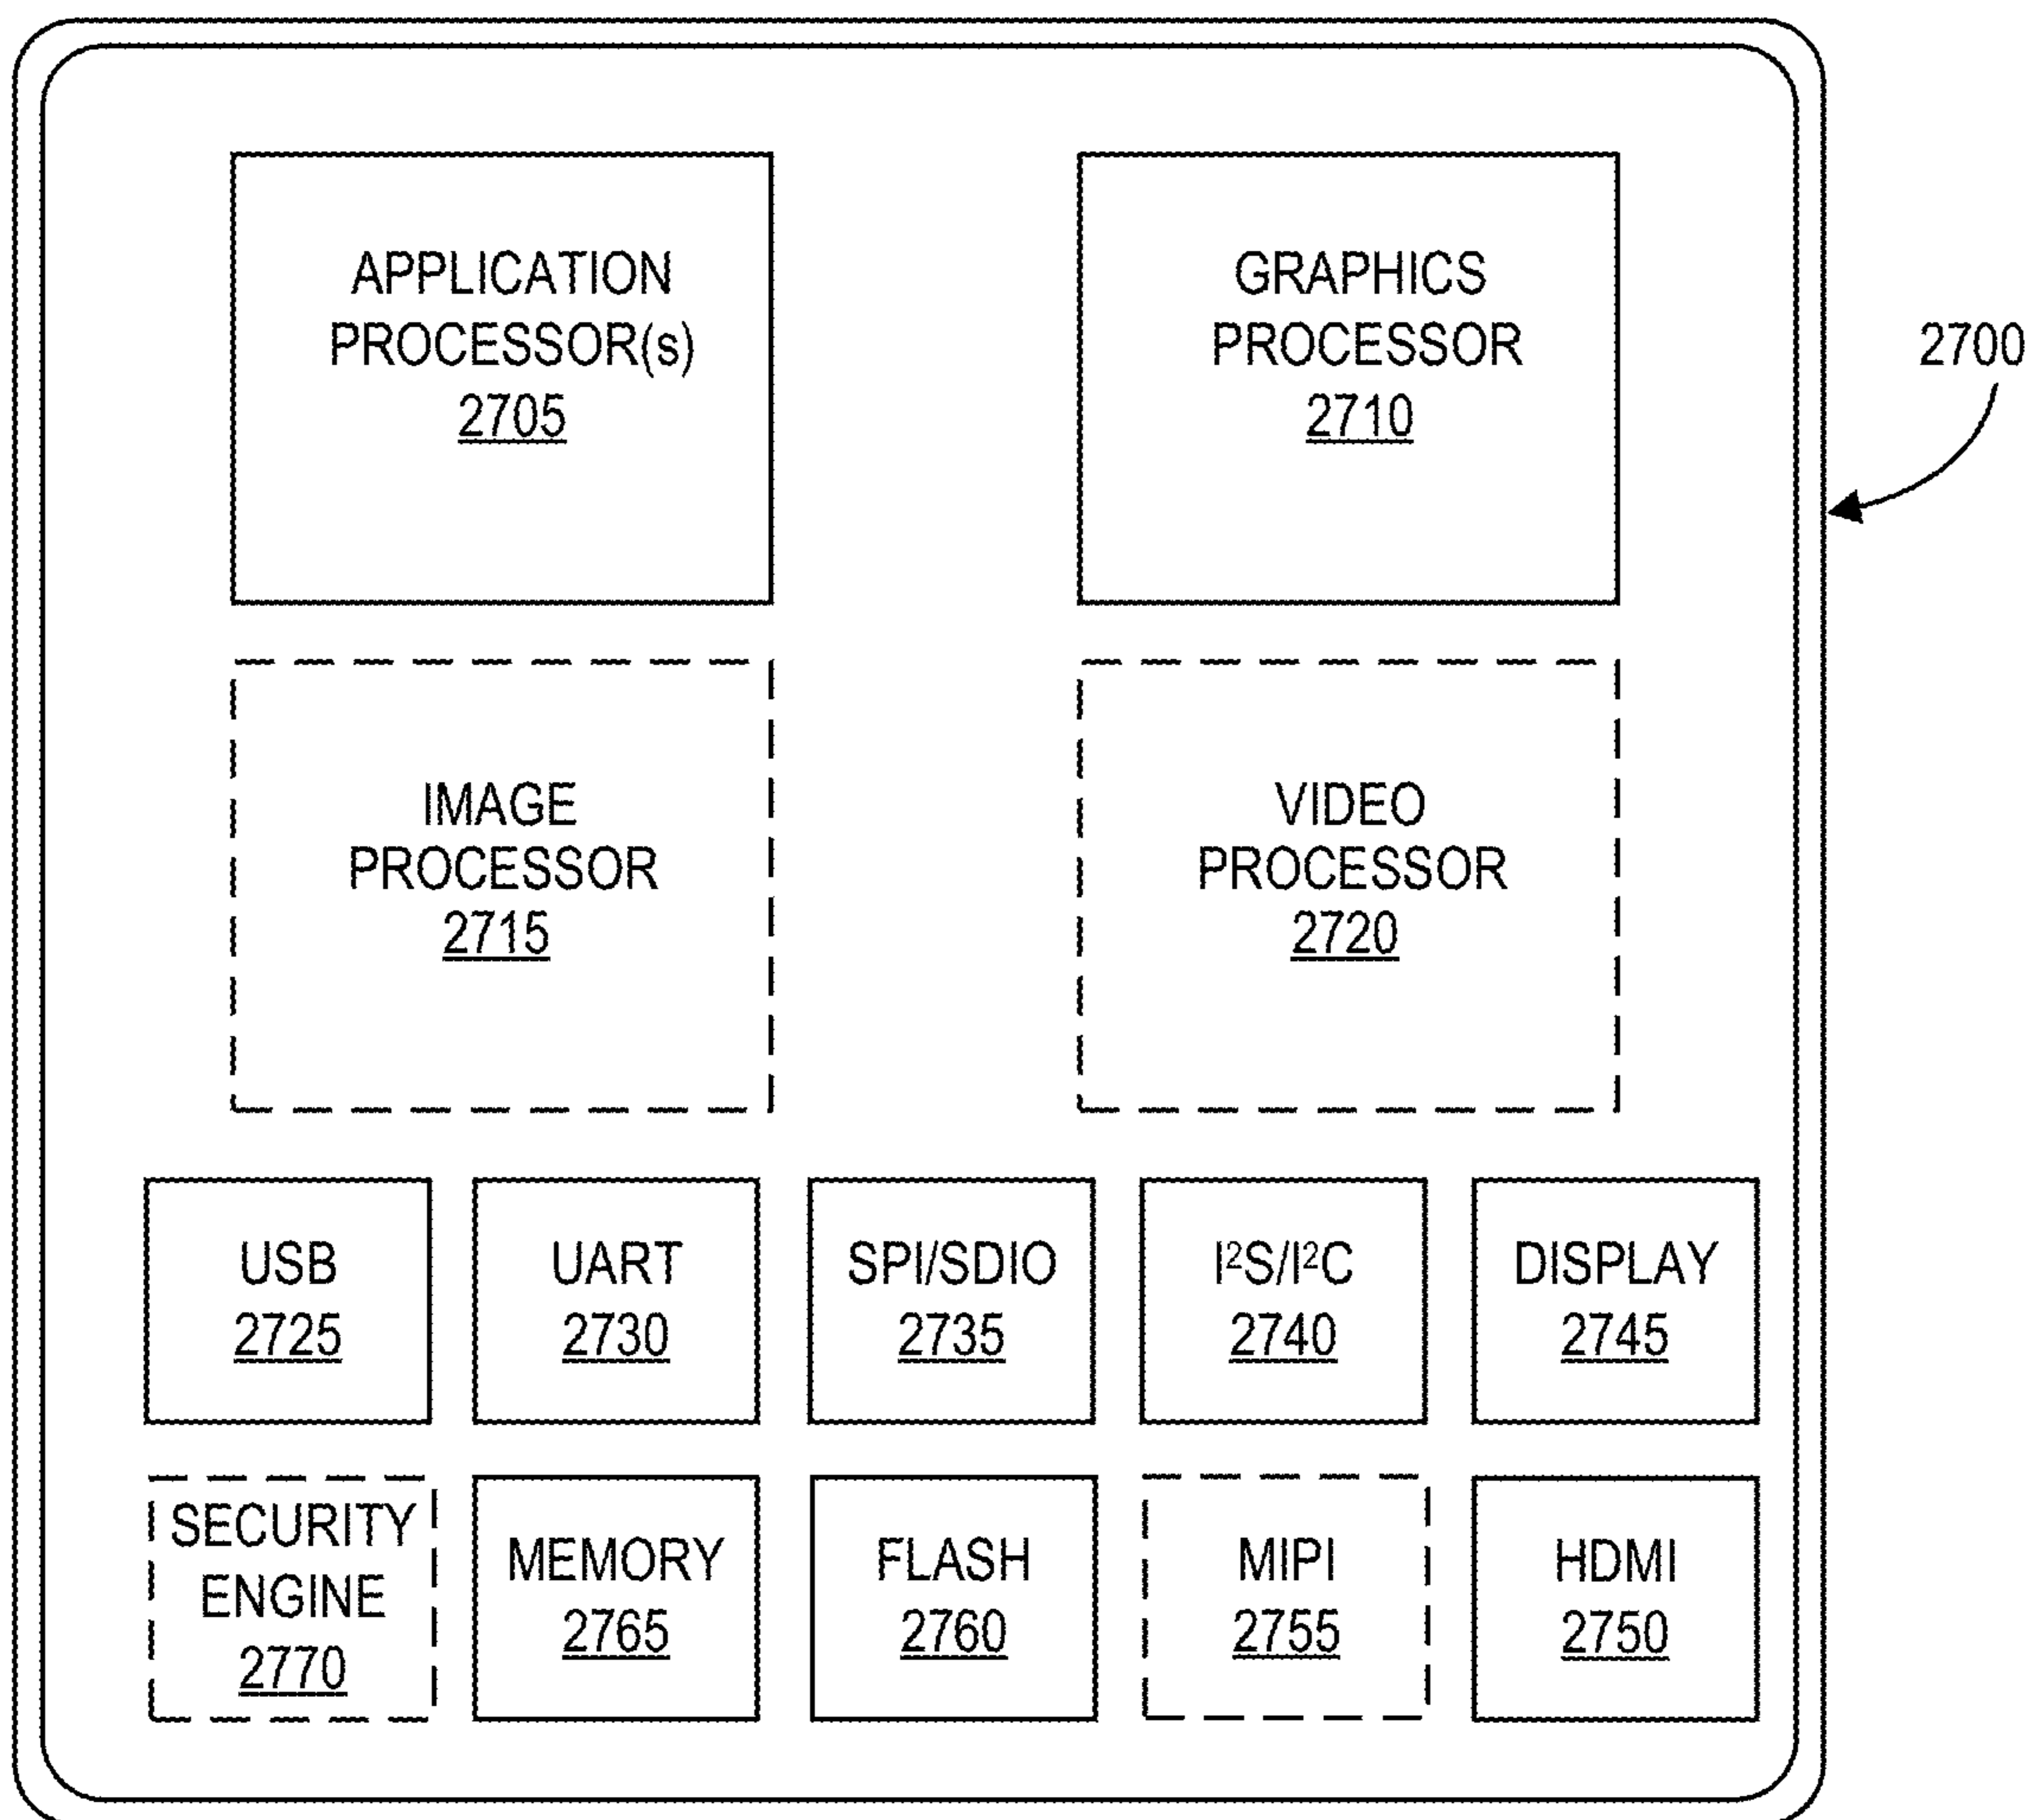 APPLICATION
PROCESSOR(s)
2705
GRAPHICS
PROCESSOR
2710
2700
IMAGE
PROCESSOR
2715
VIDEO
PROCESSOR
2720
USB
2725
UART
2730
SPI/SDIO
2735
I²S/I²C
2740
DISPLAY
2745
SECURITY
ENGINE
2770
MEMORY
2765
FLASH
2760
MIPI
2755
HDMI
2750